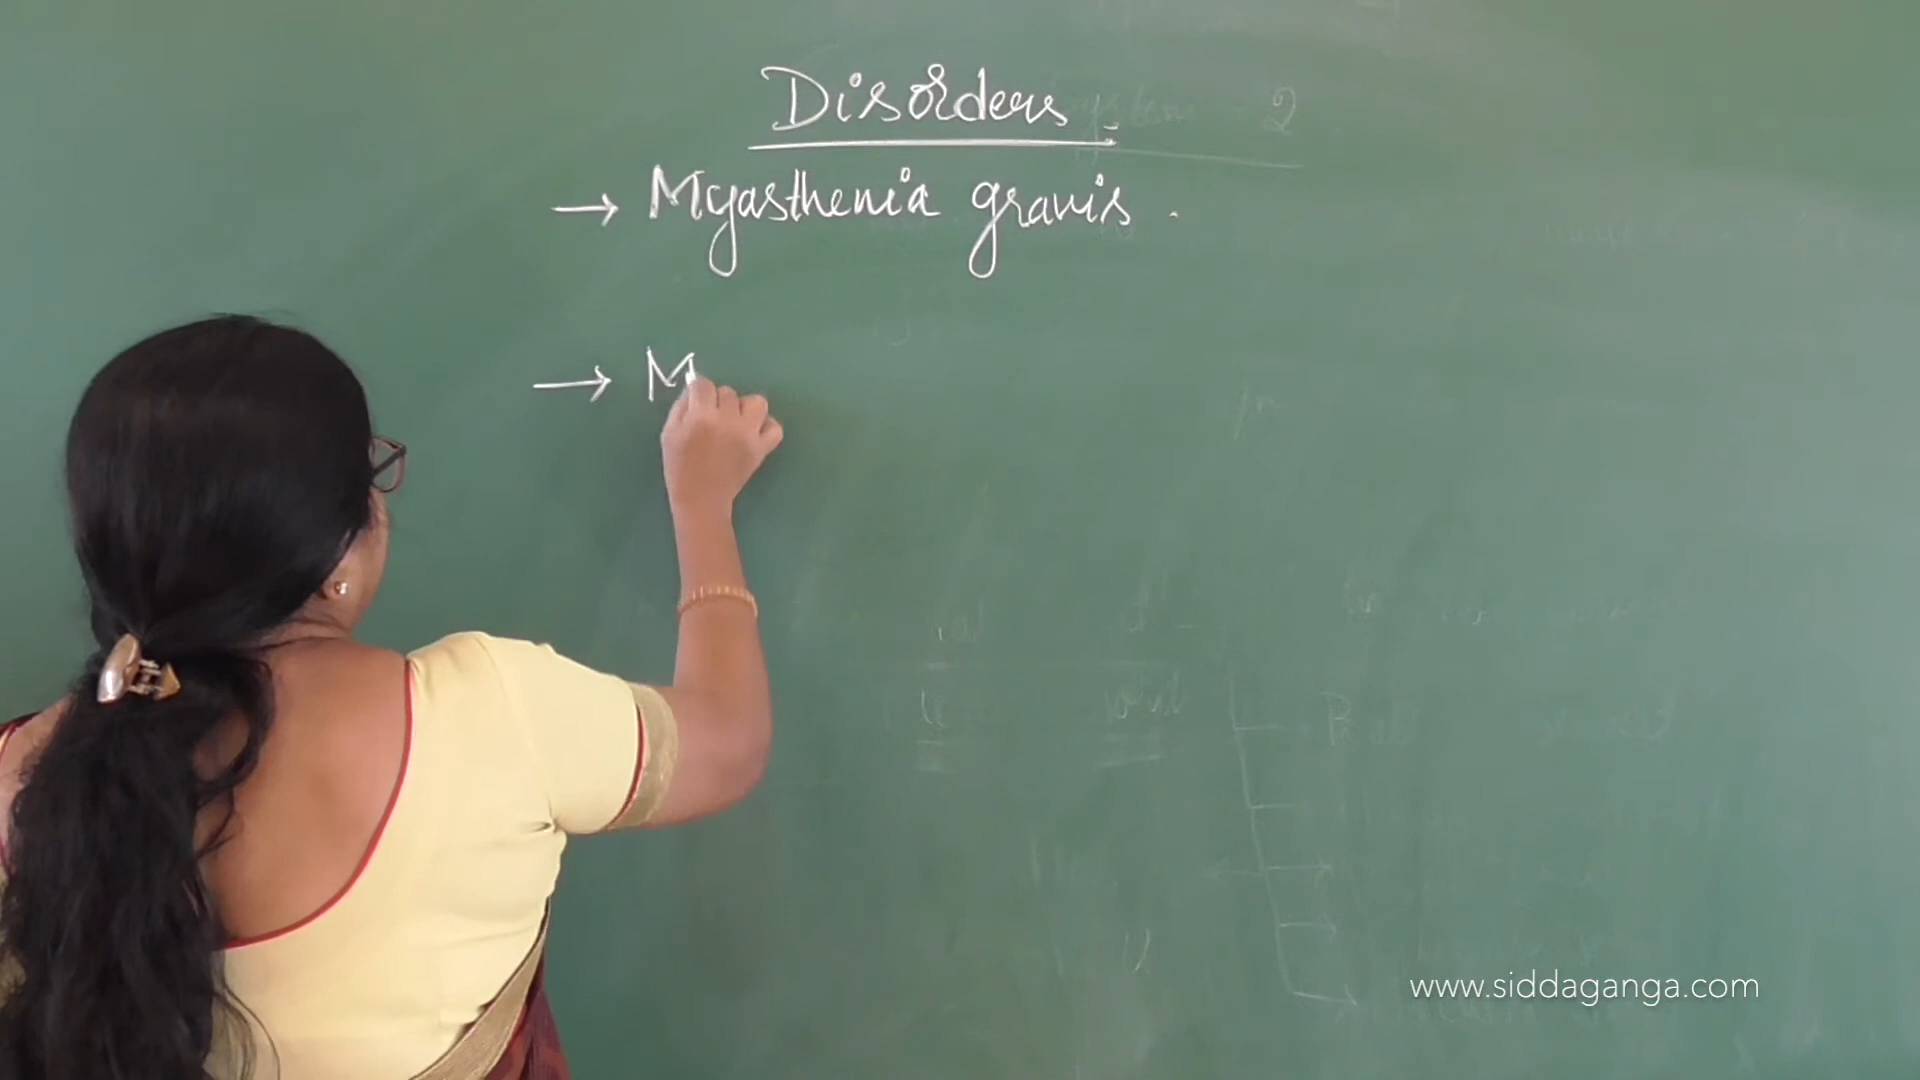 Disorders :
→ Myasthenia gravis .
→ M
www.siddaganga.com